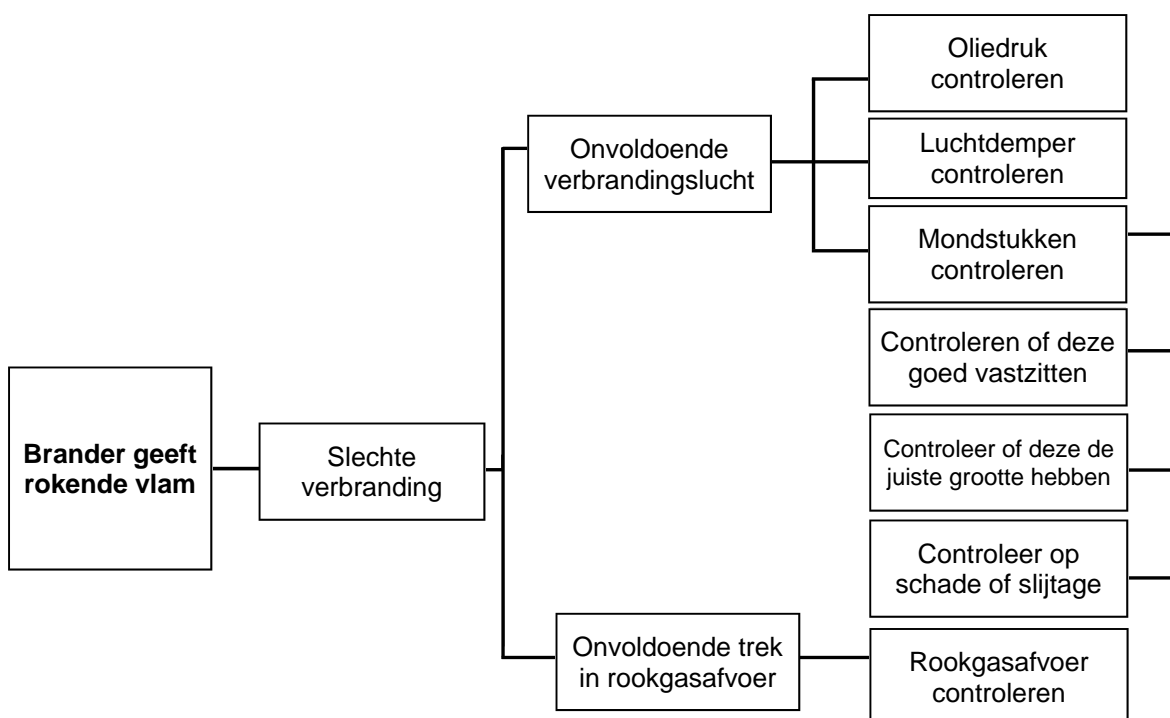 Oliedruk
controleren
Onvoldoende
verbrandingslucht
Luchtdemper
controleren
Mondstukken
controleren
Controleren of deze
goed vastzitten
Brander geeft
rokende vlam
Slechte
verbranding
Controleer of deze de
juiste grootte hebben
Controleer op
schade of slijtage
Onvoldoende trek
in rookgasafvoer
Rookgasafvoer
controleren